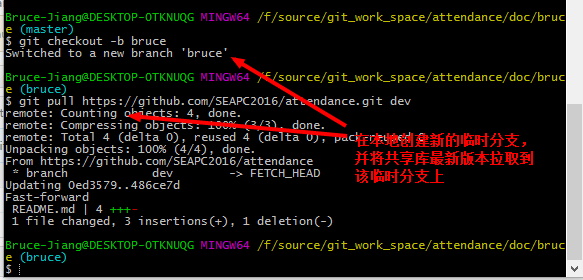 Bruce-Jiang@DESKTOP-OTKNUQG MINGW64 /f/source/git_work_space/attendance/doc/bruc
e (master)
$ git checkout -b bruce
Switched to a new branch 'bruce'
Bruce-Jiang@DESKTOP-OTKNUQG MINGW64 /f/source/git_work_space/attendance/doc/bruc
e (bruce)
$ git pull https://github.com/SEAPC2016/attendance.git dev
remote: Counting objects: 4, done.
remote: Compressing objects: 100% (3/3), done.
remote: Total 4 (delta 0), reused 4 (delta 0), pack-reused 0
Unpacking objects: 100% (4/4), done.
From https://github.com/SEAPC2016/attendance
 * branch            dev        -> FETCH_HEAD
Updating 0ed3579..486ce7d
Fast-forward
 README.md | 4 +++-
 1 file changed, 3 insertions(+), 1 deletion(-)
在本地创建新的临时分支,
并将共享库最新版本拉取到
该临时分支上
Bruce-Jiang@DESKTOP-OTKNUQG MINGW64 /f/source/git_work_space/attendance/doc/bruc
e (bruce)
$